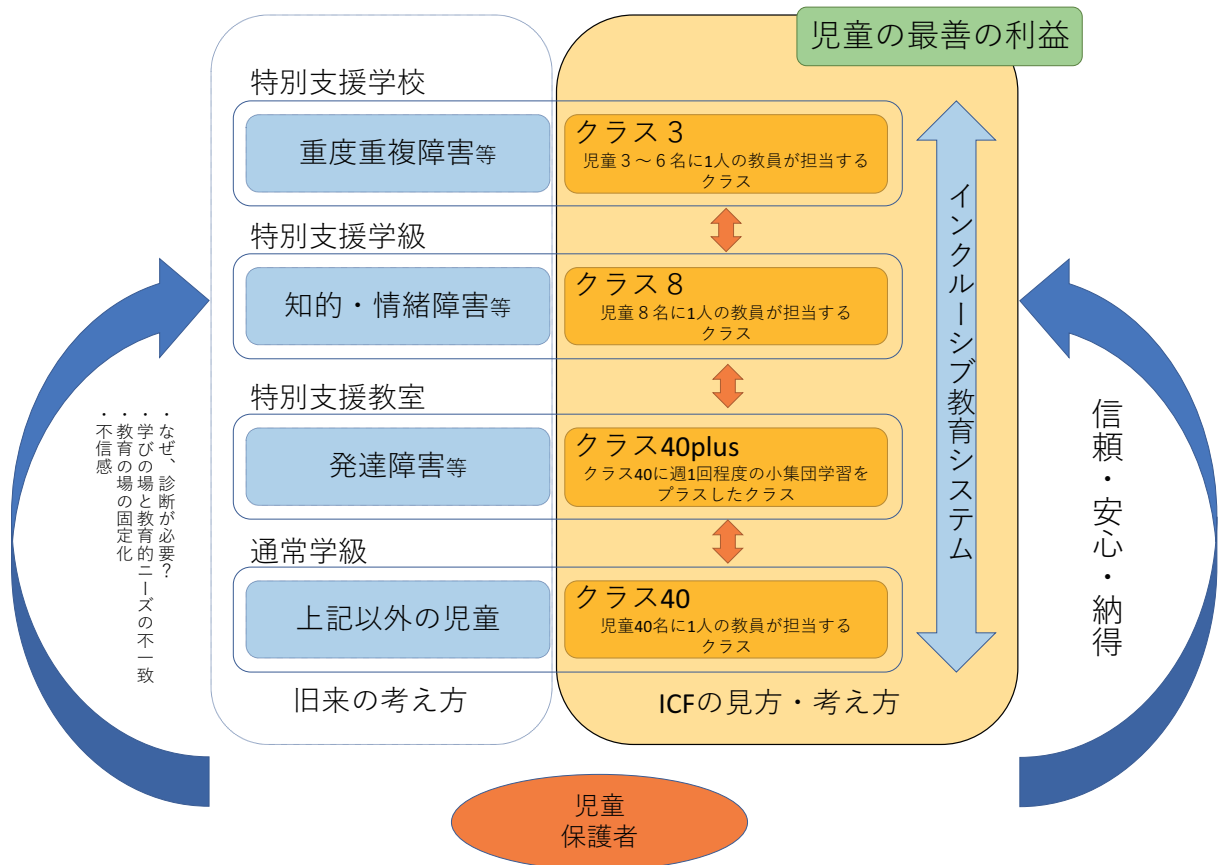 児童の最善の利益
特別支援学校
重度重複障害等
クラス３
児童３～６名に1人の教員が担当する
クラス
特別支援学級
知的・情緒障害等
クラス８
児童８名に1人の教員が担当する
クラス
特別支援教室
発達障害等
クラス40plus
クラス40に週1回程度の小集団学習を
プラスしたクラス
通常学級
上記以外の児童
クラス40
児童40名に1人の教員が担当する
クラス
旧来の考え方
ICFの見方・考え方
インクルーシブ教育システム
・なぜ、診断が必要？
・学びの場と教育的ニーズの不一致
・教育の場の固定化
・不信感
信頼・安心・納得
児童
保護者